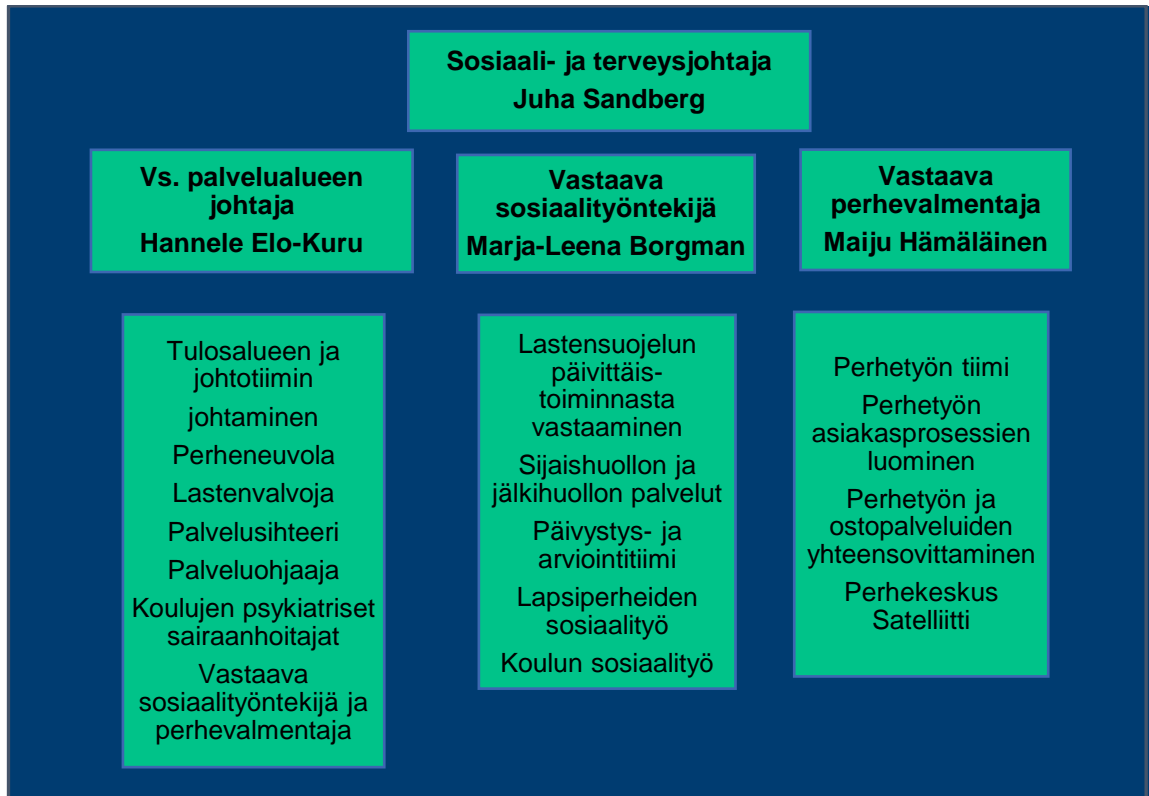 Sosiaali- ja terveysjohtaja
Juha Sandberg
Vs. palvelualueen
johtaja
Hannele Elo-Kuru
Vastaava
sosiaalityöntekijä
Marja-Leena Borgman
Vastaava
perhevalmentaja
Maiju Hämäläinen
Tulosalueen ja
johtotiimin
johtaminen
Perheneuvola
Lastenvalvoja
Palvelusihteeri
Palveluohjaaja
Koulujen psykiatriset
sairaanhoitajat
Vastaava
sosiaalityöntekijä ja
perhevalmentaja
Lastensuojelun
päivittäis-
toiminnasta
vastaaminen
Sijaishuollon ja
jälkihuollon palvelut
Päivystys- ja
arviointitiimi
Lapsiperheiden
sosiaalityö
Koulun sosiaalityö
Perhetyön tiimi
Perhetyön
asiakasprosessien
luominen
Perhetyön ja
ostopalveluiden
yhteensovittaminen
Perhekeskus
Satelliitti